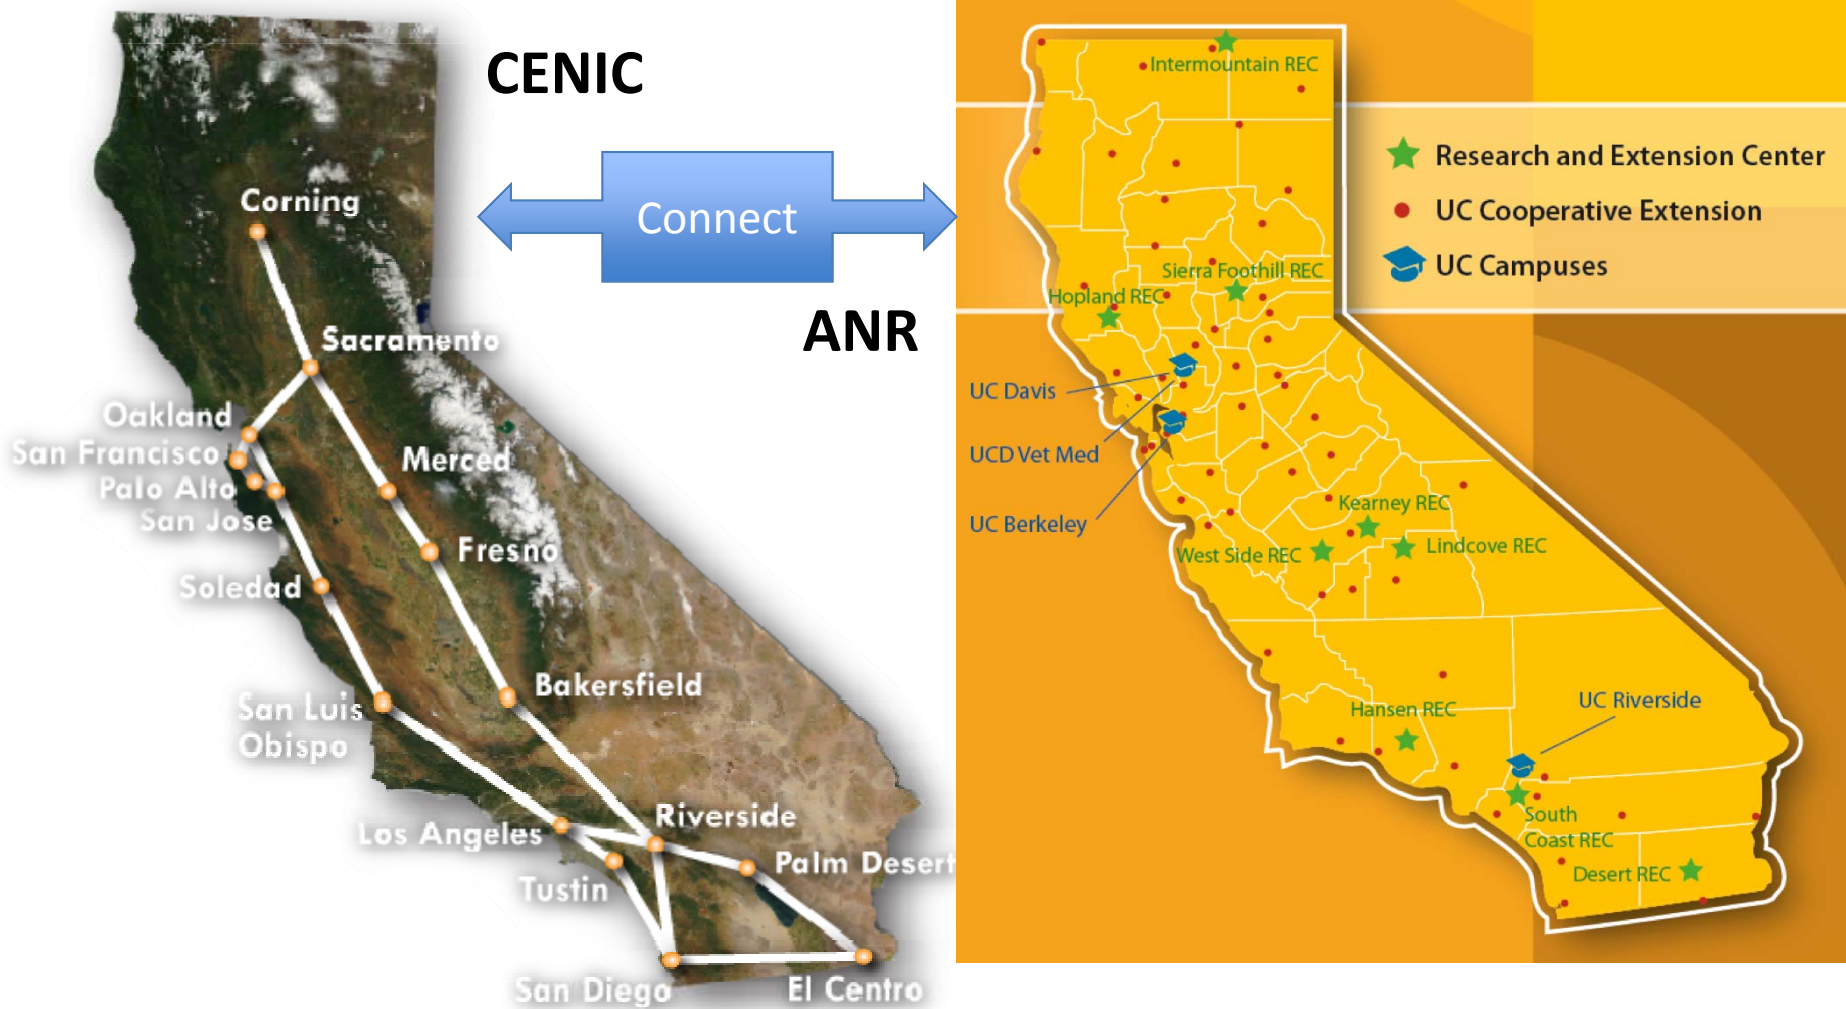 CENIC
Connect
ANR
Corning
Sacramento
Oakland
San Francisco
Palo Alto
San Jose
Merced
Fresno
Soledad
Bakersfield
San Luis
Obispo
Los Angeles
Riverside
Palm Desert
Tustin
San Diego
El Centro
Intermountain REC
Research and Extension Center
UC Cooperative Extension
UC Campuses
Sierra Foothill REC
Hopland REC
UC Davis
UCD Vet Med
UC Berkeley
Kearney REC
West Side REC
Lindcove REC
Hansen REC
UC Riverside
South
Coast REC
Desert REC